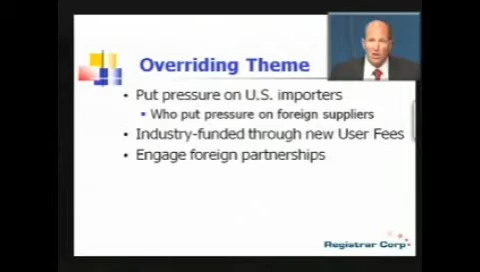 Overriding Theme
Put pressure on U.S. importers
Who put pressure on foreign suppliers
Industry-funded through new User Fees
Engage foreign partnerships
Registrar Corp